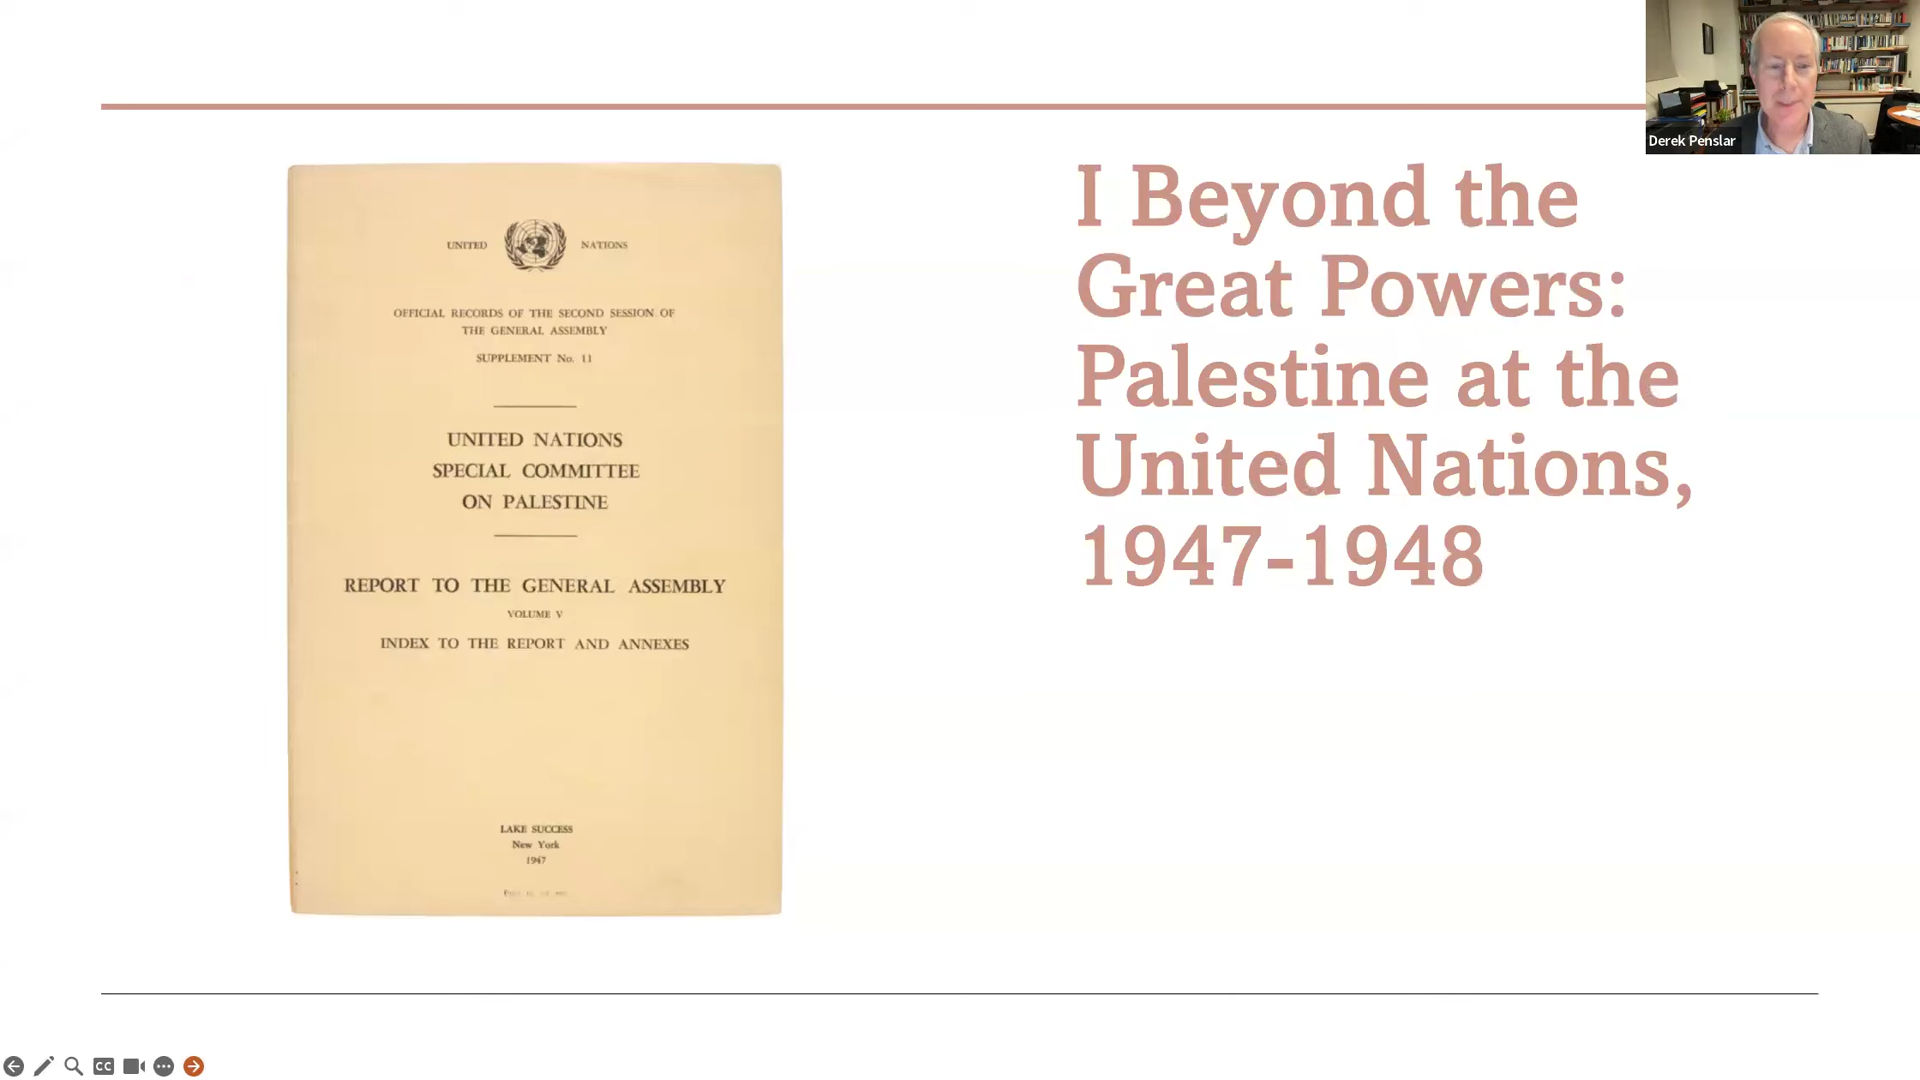 Derek Penslar
I Beyond the
Great Powers:
Palestine at the
United Nations,
1947-1948
UNITED NATIONS
OFFICIAL RECORDS OF THE SECOND SESSION OF
THE GENERAL ASSEMBLY
SUPPLEMENT No. 11
UNITED NATIONS
SPECIAL COMMITTEE
ON PALESTINE
REPORT TO THE GENERAL ASSEMBLY
VOLUME V
INDEX TO THE REPORT AND ANNEXES
LAKE SUCCESS
New York
1947
CC